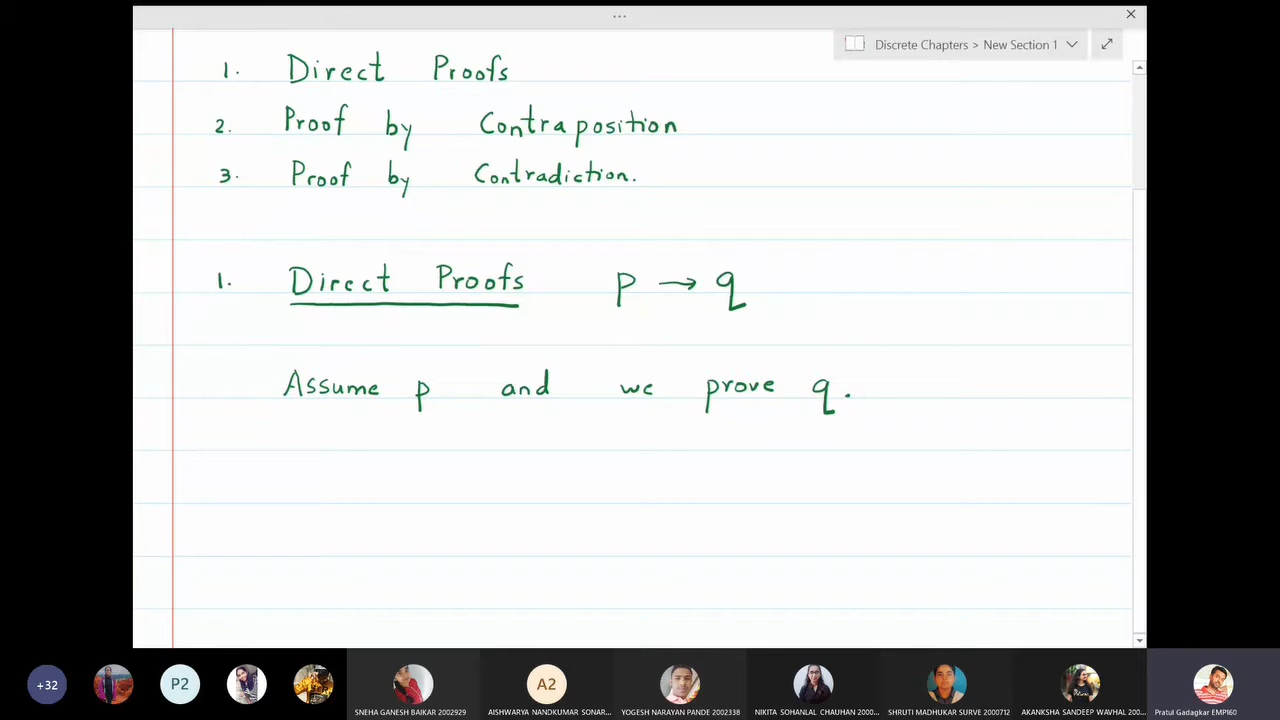 ...
Discrete Chapters > New Section 1
1. Direct Proofs
2. Proof by Contraposition
3. Proof by Contradiction.
1. Direct Proofs p → q
Assume p and we prove q.
+32
P2
A2
SNEHA GANESH BAIKAR 2002929
AISHWARYA NANDKUMAR SONAR...
YOGESH NARAYAN PANDE 2002338
NIKITA SOHANLAL CHAUHAN 2000...
SHRUTI MADHUKAR SURVE 2000712
AKANKSHA SANDEEP WAVHAL 200...
Pratul Gadagkar EMP160